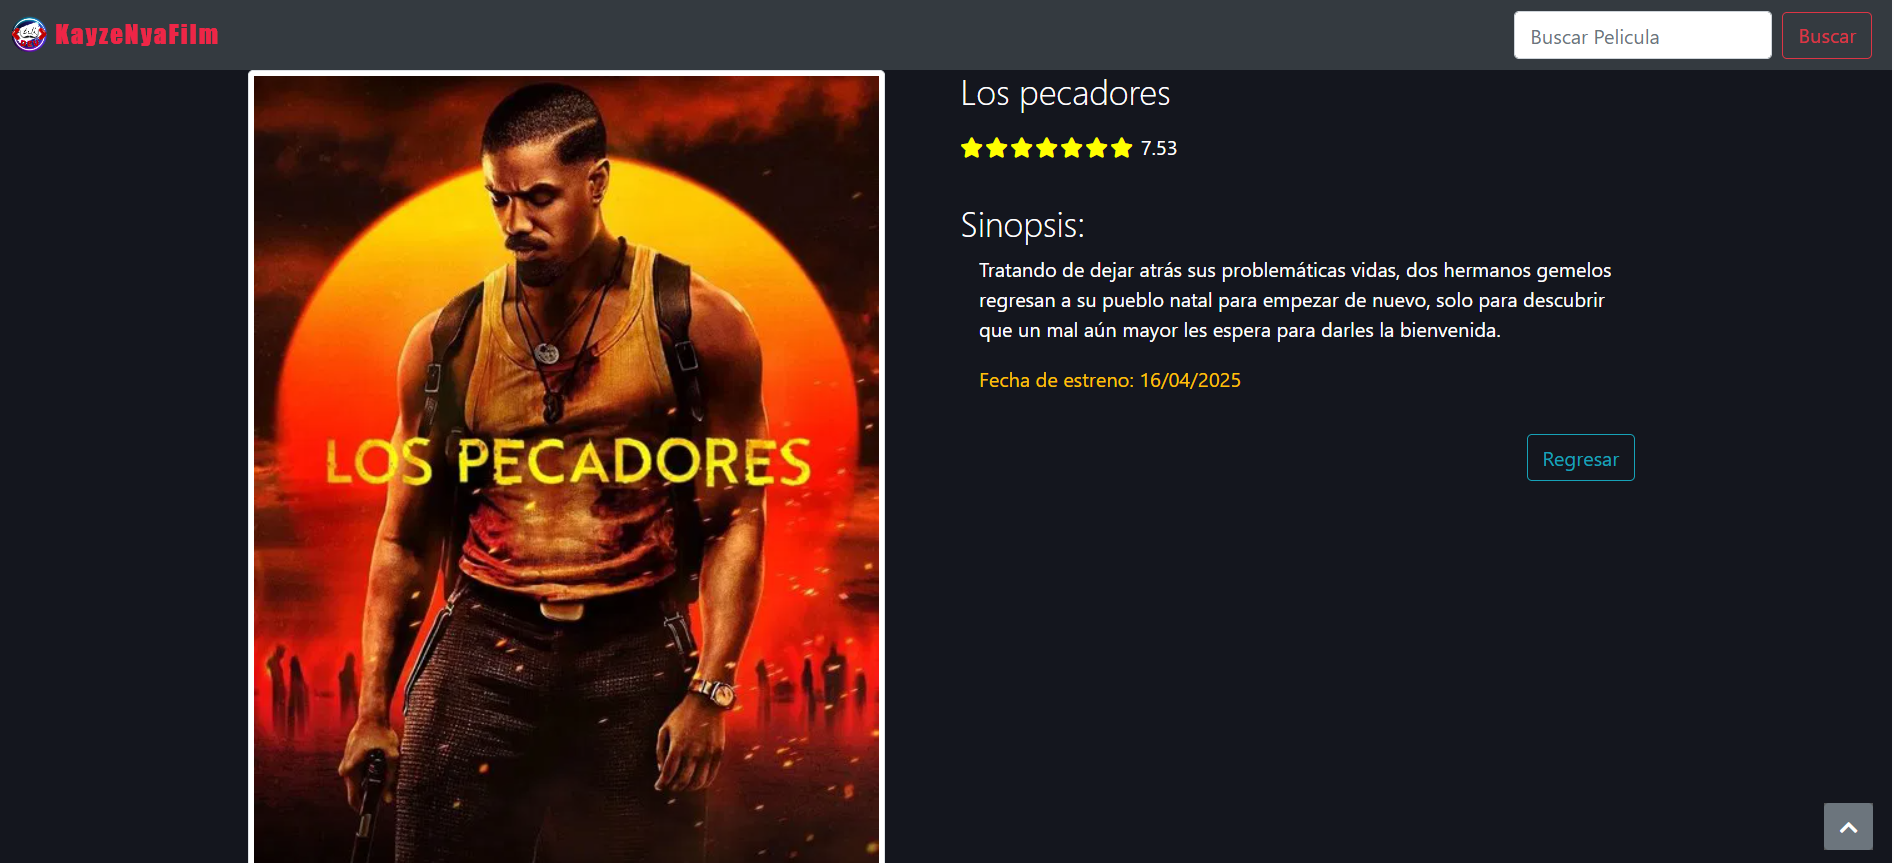 KayzeNyaFilm
Buscar Pelicula
Buscar
LOS PECADORES
Los pecadores
7.53
Sinopsis:
Tratando de dejar atrás sus problemáticas vidas, dos hermanos gemelos
regresan a su pueblo natal para empezar de nuevo, solo para descubrir
que un mal aún mayor les espera para darles la bienvenida.
Fecha de estreno: 16/04/2025
Regresar